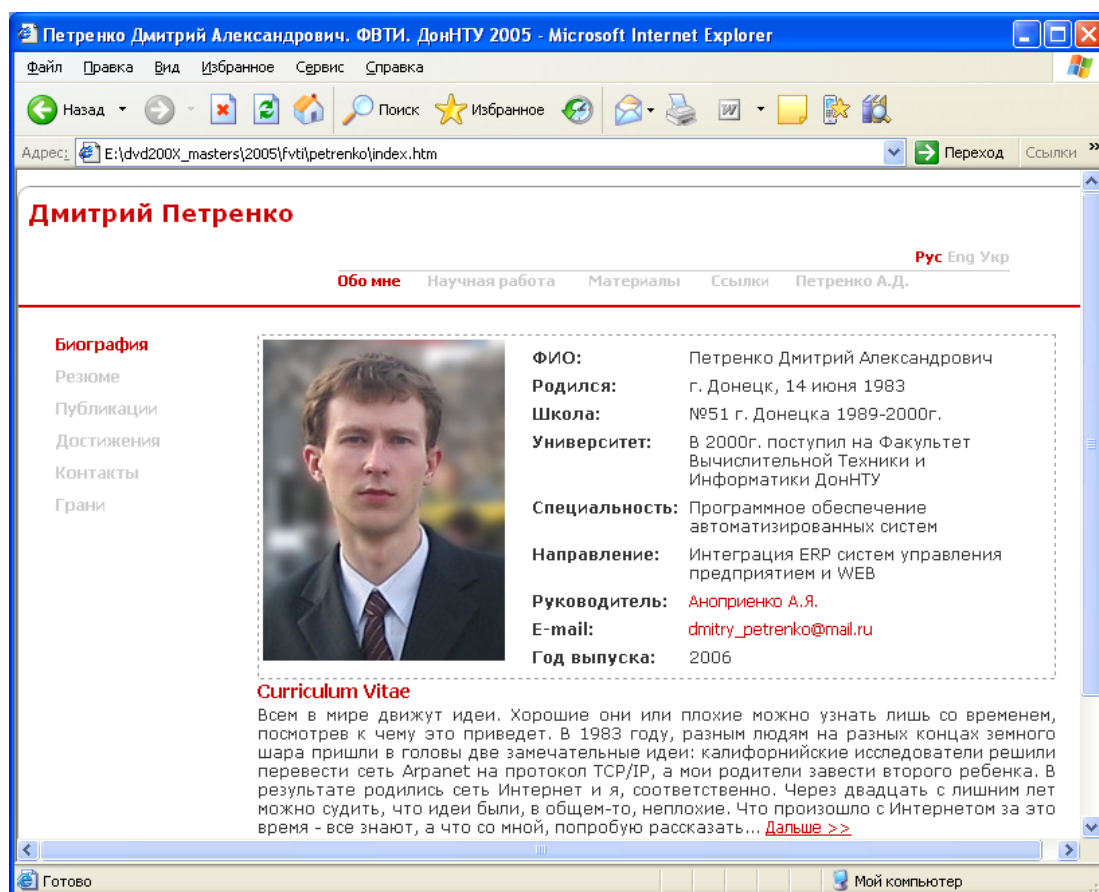 Петренко Дмитрий Александрович. ФВТИ. ДонНТУ 2005 - Microsoft Internet Explorer
Файл Правка Вид Избранное Сервис Справка
Назад Поиск Избранное
Адрес: E:\dvd200X_masters\2005\fvti\petrenko\index.htm Переход Ссылки »
Дмитрий Петренко
Рус Eng Укр
Обо мне Научная работа Материалы Ссылки Петренко А.Д.
Биография
Резюме
Публикации
Достижения
Контакты
Грани
ФИО: Петренко Дмитрий Александрович
Родился: г. Донецк, 14 июня 1983
Школа: №51 г. Донецка 1989-2000г.
Университет: В 2000г. поступил на Факультет
Вычислительной Техники и
Информатики ДонНТУ
Специальность: Программное обеспечение
автоматизированных систем
Направление: Интеграция ERP систем управления
предприятием и WEB
Руководитель: Аноприенко А.Я.
E-mail: dmitry_petrenko@mail.ru
Год выпуска: 2006
Curriculum Vitae
Всем в мире движут идеи. Хорошие они или плохие можно узнать лишь со временем,
посмотрев к чему это приведет. В 1983 году, разным людям на разных концах земного
шара пришли в головы две замечательные идеи: калифорнийские исследователи решили
перевести сеть Arpanet на протокол TCP/IP, а мои родители завести второго ребенка. В
результате родились сеть Интернет и я, соответственно. Через двадцать с лишним лет
можно судить, что идеи были, в общем-то, неплохие. Что произошло с Интернетом за это
время - все знают, а что со мной, попробую рассказать... Дальше >>
Готово Мой компьютер